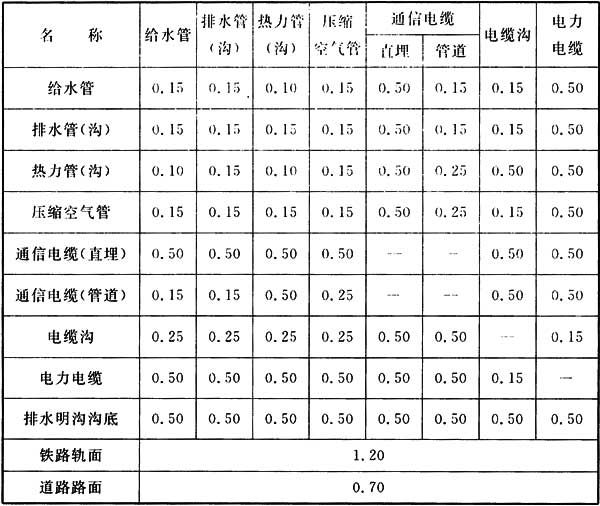 名 称 给水管 排水管(沟) 热力管(沟) 压缩空气管 通信电缆 电缆沟 电力电缆
直埋 管道
给水管 0.15 0.15 0.10 0.15 0.50 0.15 0.15 0.50
排水管(沟) 0.15 0.15 0.15 0.15 0.50 0.15 0.15 0.50
热力管(沟) 0.10 0.15 0.10 0.15 0.50 0.25 0.50 0.50
压缩空气管 0.15 0.15 0.15 0.15 0.50 0.25 0.15 0.50
通信电缆(直埋) 0.50 0.50 0.50 0.50 — — 0.50 0.50
通信电缆(管道) 0.15 0.15 0.50 0.25 — — 0.50 0.50
电缆沟 0.25 0.25 0.25 0.25 0.50 0.50 — 0.15
电力电缆 0.50 0.50 0.50 0.50 0.50 0.50 0.15 —
排水明沟沟底 0.50 0.50 0.50 0.50 0.50 0.50 0.50 0.50
铁路轨面 1.20
道路路面 0.70